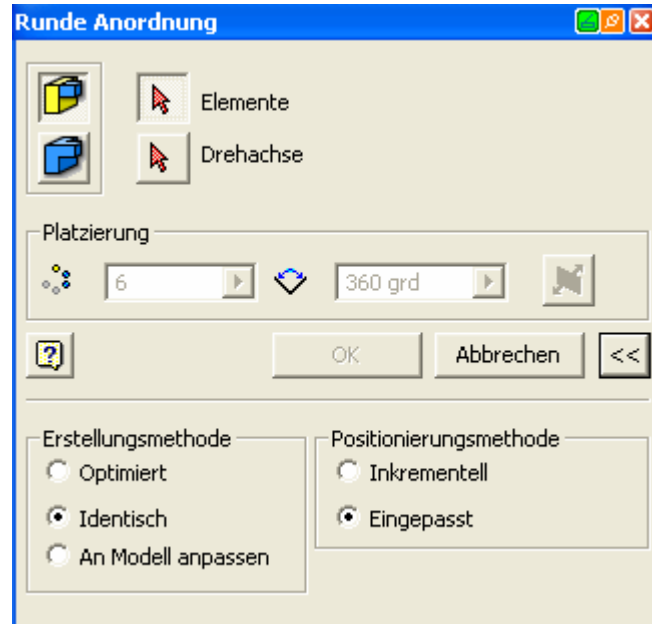 Runde Anordnung
Elemente
Drehachse
Platzierung
6
360 grd
OK
Abbrechen
<<
Erstellungsmethode
Optimiert
Identisch
An Modell anpassen
Positionierungsmethode
Inkrementell
Eingepasst